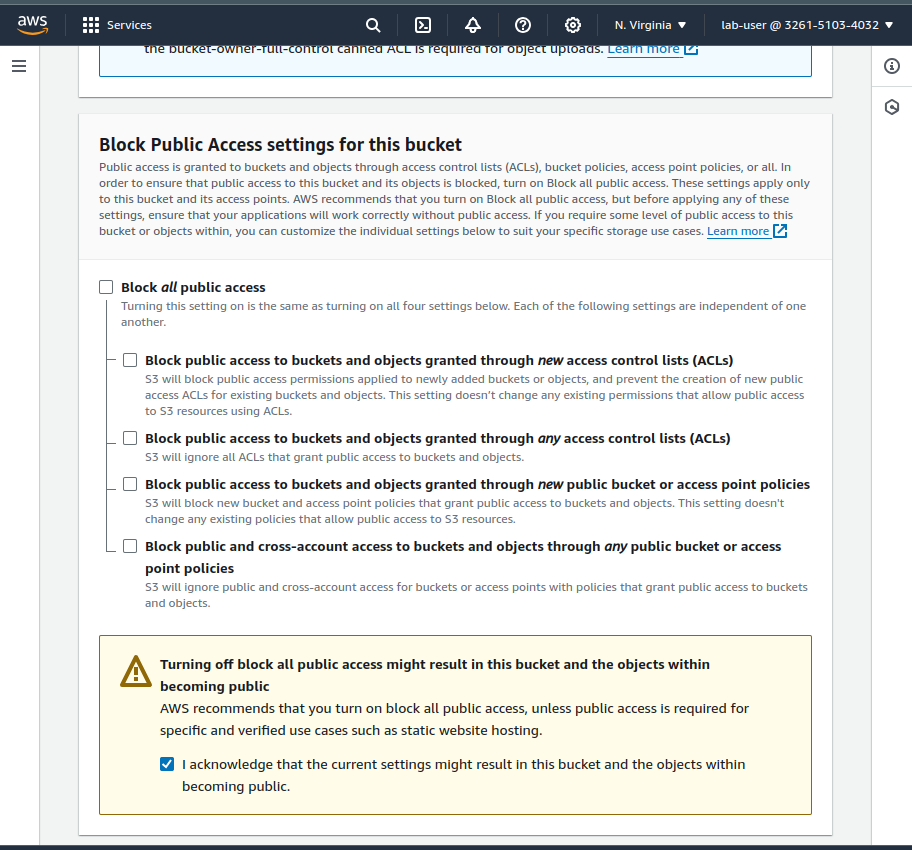 aws
Services
N. Virginia
lab-user @ 3261-5103-4032
the bucket-owner-full-control canned ACL is required for object uploads. Learn more
Block Public Access settings for this bucket
Public access is granted to buckets and objects through access control lists (ACLs), bucket policies, access point policies, or all. In
order to ensure that public access to this bucket and its objects is blocked, turn on Block all public access. These settings apply only
to this bucket and its access points. AWS recommends that you turn on Block all public access, but before applying any of these
settings, ensure that your applications will work correctly without public access. If you require some level of public access to this
bucket or objects within, you can customize the individual settings below to suit your specific storage use cases. Learn more
Block all public access
Turning this setting on is the same as turning on all four settings below. Each of the following settings are independent of one
another.
Block public access to buckets and objects granted through new access control lists (ACLs)
S3 will block public access permissions applied to newly added buckets or objects, and prevent the creation of new public
access ACLs for existing buckets and objects. This setting doesn't change any existing permissions that allow public access
to S3 resources using ACLs.
Block public access to buckets and objects granted through any access control lists (ACLs)
S3 will ignore all ACLs that grant public access to buckets and objects.
Block public access to buckets and objects granted through new public bucket or access point policies
S3 will block new bucket and access point policies that grant public access to buckets and objects. This setting doesn't
change any existing policies that allow public access to S3 resources.
Block public and cross-account access to buckets and objects through any public bucket or access
point policies
S3 will ignore public and cross-account access for buckets or access points with policies that grant public access to buckets
and objects.
Turning off block all public access might result in this bucket and the objects within
becoming public
AWS recommends that you turn on block all public access, unless public access is required for
specific and verified use cases such as static website hosting.
I acknowledge that the current settings might result in this bucket and the objects within
becoming public.